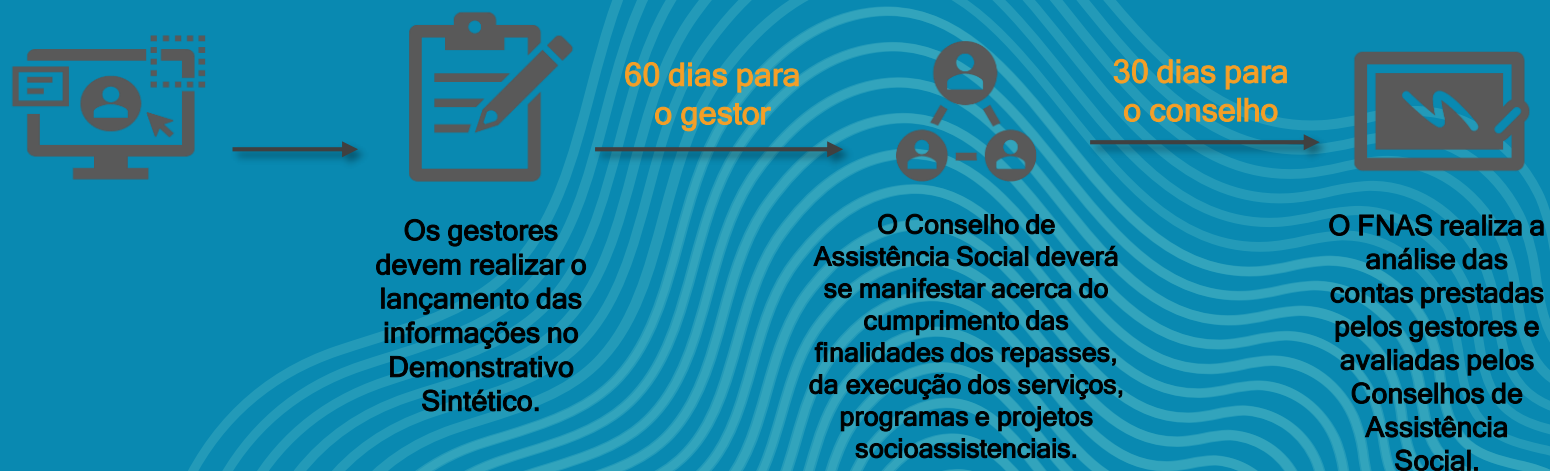 60 dias para
o gestor
30 dias para
o conselho
Os gestores
devem realizar o
lançamento das
informações no
Demonstrativo
Sintético.
O Conselho de
Assistência Social deverá
se manifestar acerca do
cumprimento das
finalidades dos repasses,
da execução dos serviços,
programas e projetos
socioassistenciais.
O FNAS realiza a
análise das
contas prestadas
pelos gestores e
avaliadas pelos
Conselhos de
Assistência
Social.